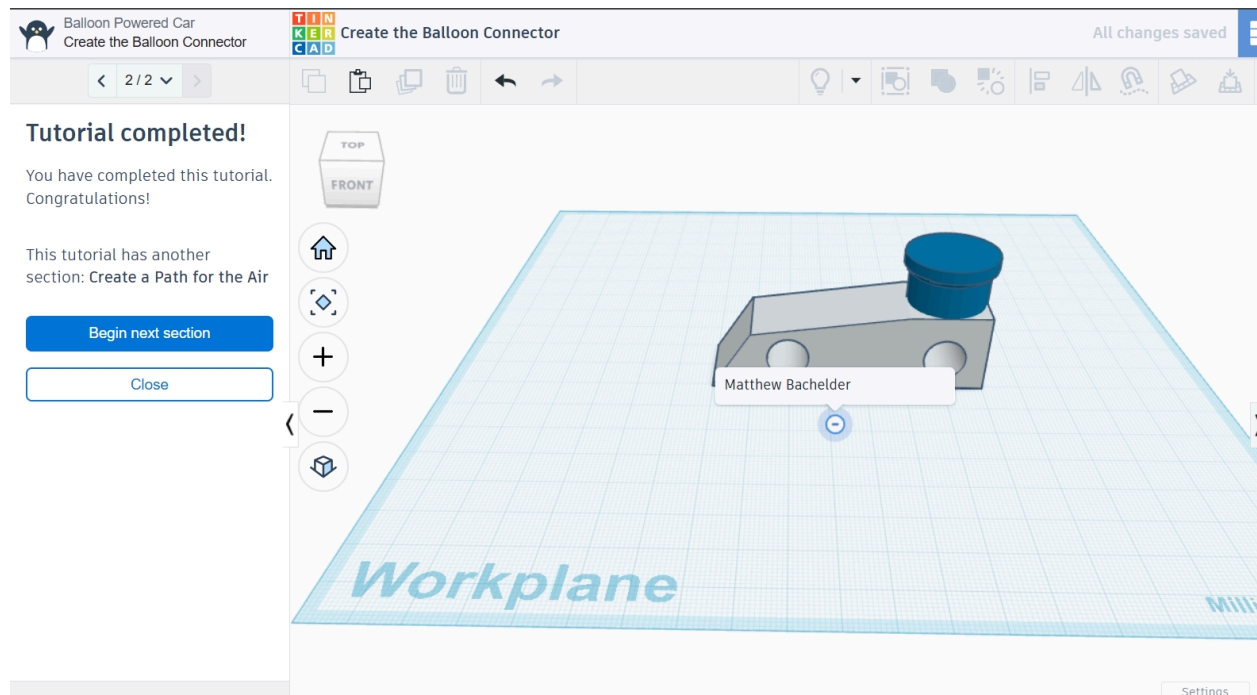 Balloon Powered Car
Create the Balloon Connector
TIN
KER
CAD
Create the Balloon Connector
All changes saved
2 / 2
Tutorial completed!
You have completed this tutorial.
Congratulations!
This tutorial has another
section: Create a Path for the Air
Begin next section
Close
TOP
FRONT
Matthew Bachelder
Workplane
Milli
Settings